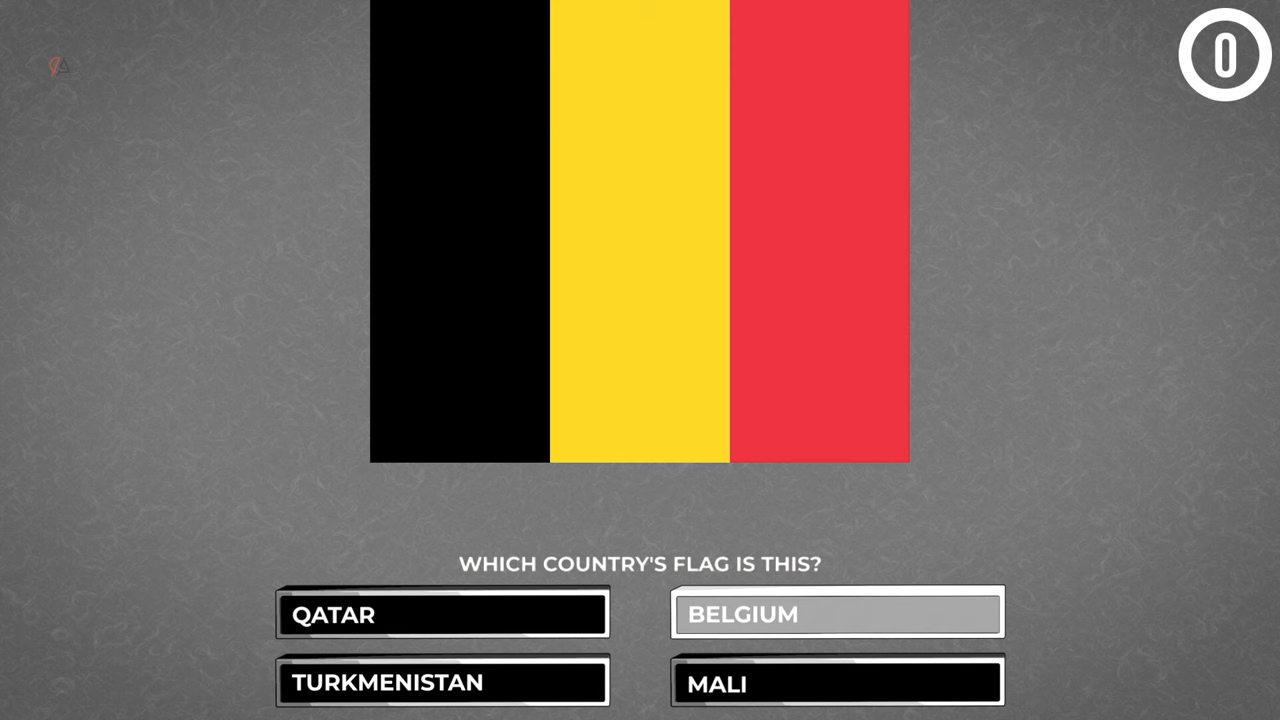 0
WHICH COUNTRY'S FLAG IS THIS?
QATAR
BELGIUM
TURKMENISTAN
MALI